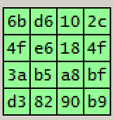 6b d6 10 2c
4f e6 18 4f
3a b5 a8 bf
d3 82 90 b9